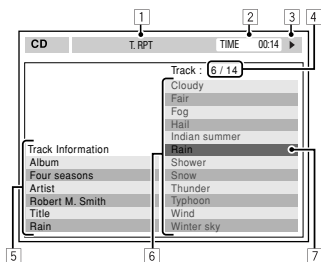 1 2 3 4
CD T. RPT TIME 00:14
Track : 6 / 14
Cloudy
Fair
Fog
Hail
Indian summer
Track Information Rain
Album Shower
Four seasons Snow
Artist Thunder
Robert M. Smith Typhoon
Title Wind
Rain Winter sky
5 6 7